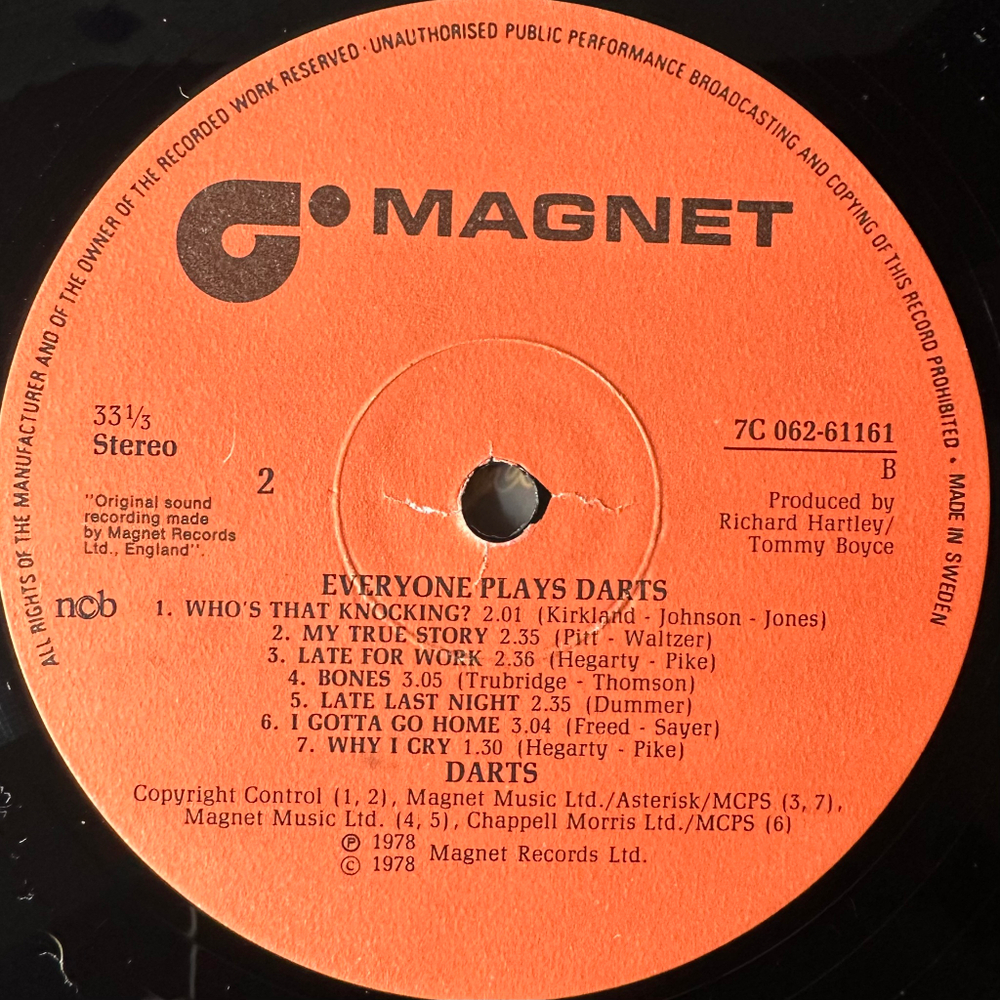 ALL RIGHTS OF THE MANUFACTURER AND OF THE OWNER OF THE RECORDED WORK RESERVED · UNAUTHORISED PUBLIC PERFORMANCE BROADCASTING AND COPYING OF THIS RECORD PROHIBITED • MADE IN SWEDEN
MAGNET
33 1/3
Stereo
2
"Original sound
recording made
by Magnet Records
Ltd., England".
ncb
7C 062-61161
B
Produced by
Richard Hartley/
Tommy Boyce
EVERYONE PLAYS DARTS
1. WHO'S THAT KNOCKING? 2.01 (Kirkland - Johnson - Jones)
2. MY TRUE STORY 2.35 (Pitt - Waltzer)
3. LATE FOR WORK 2.36 (Hegarty - Pike)
4. BONES 3.05 (Trubridge - Thomson)
5. LATE LAST NIGHT 2.35 (Dummer)
6. I GOTTA GO HOME 3.04 (Freed - Sayer)
7. WHY I CRY 1.30 (Hegarty - Pike)
DARTS
Copyright Control (1, 2), Magnet Music Ltd./Asterisk/MCPS (3, 7),
Magnet Music Ltd. (4, 5), Chappell Morris Ltd./MCPS (6)
℗ 1978
© 1978 Magnet Records Ltd.